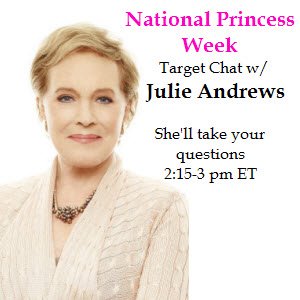 National Princess
Week
Target Chat w/
Julie Andrews
She'll take your
questions
2:15-3 pm ET